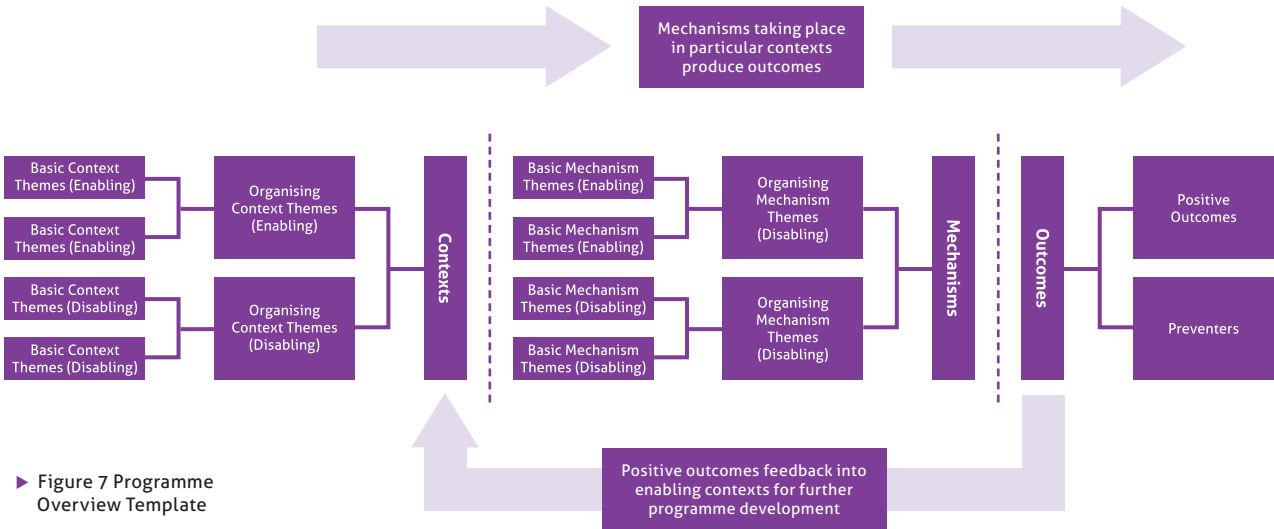 Mechanisms taking place
in particular contexts
produce outcomes
Basic Context
Themes (Enabling)
Basic Context
Themes (Enabling)
Basic Context
Themes (Disabling)
Basic Context
Themes (Disabling)
Organising
Context Themes
(Enabling)
Organising
Context Themes
(Disabling)
Contexts
Basic Mechanism
Themes (Enabling)
Basic Mechanism
Themes (Enabling)
Basic Mechanism
Themes (Disabling)
Basic Mechanism
Themes (Disabling)
Organising
Mechanism
Themes
(Disabling)
Organising
Mechanism
Themes
(Disabling)
Mechanisms
Outcomes
Positive
Outcomes
Preventers
Positive outcomes feedback into
enabling contexts for further
programme development
Figure 7 Programme
Overview Template